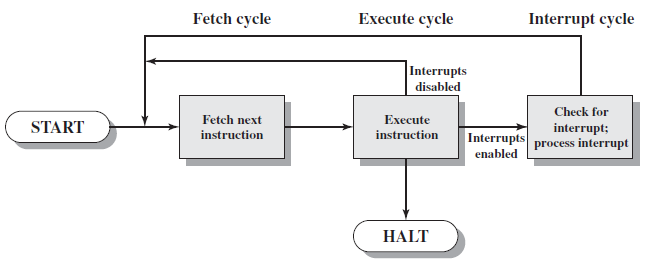 Fetch cycle
Execute cycle
Interrupt cycle
Interrupts
disabled
START
Fetch next
instruction
Execute
instruction
Interrupts
enabled
Check for
interrupt;
process interrupt
HALT